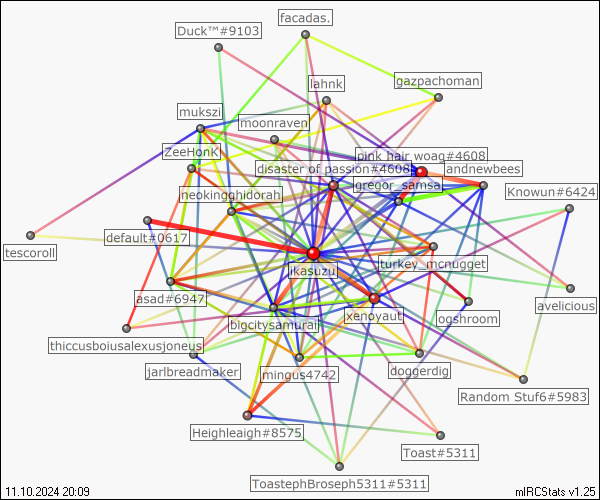 facadas.
Duck™#9103
gazpachoman
lahnk
mukszi
moonraven
ZeeHonK
pink hair woag#4608
disaster of passion#4608
andnewbees
gregor_samsa
neokingghidorah
Knowun#6424
default#0617
tescoroll
turkey_mcnugget
ikasuzu
asad#6947
avelicious
xenoyaut
ogshroom
bigcitysamurai
thiccusboiusalexusjoneus
jarlbreadmaker
mingus4742
doggerdig
Random Stuf6#5983
Heighleigh#8575
Toast#5311
ToastephBroseph5311#5311
11.10.2024 20:09
mIRCStats v1.25